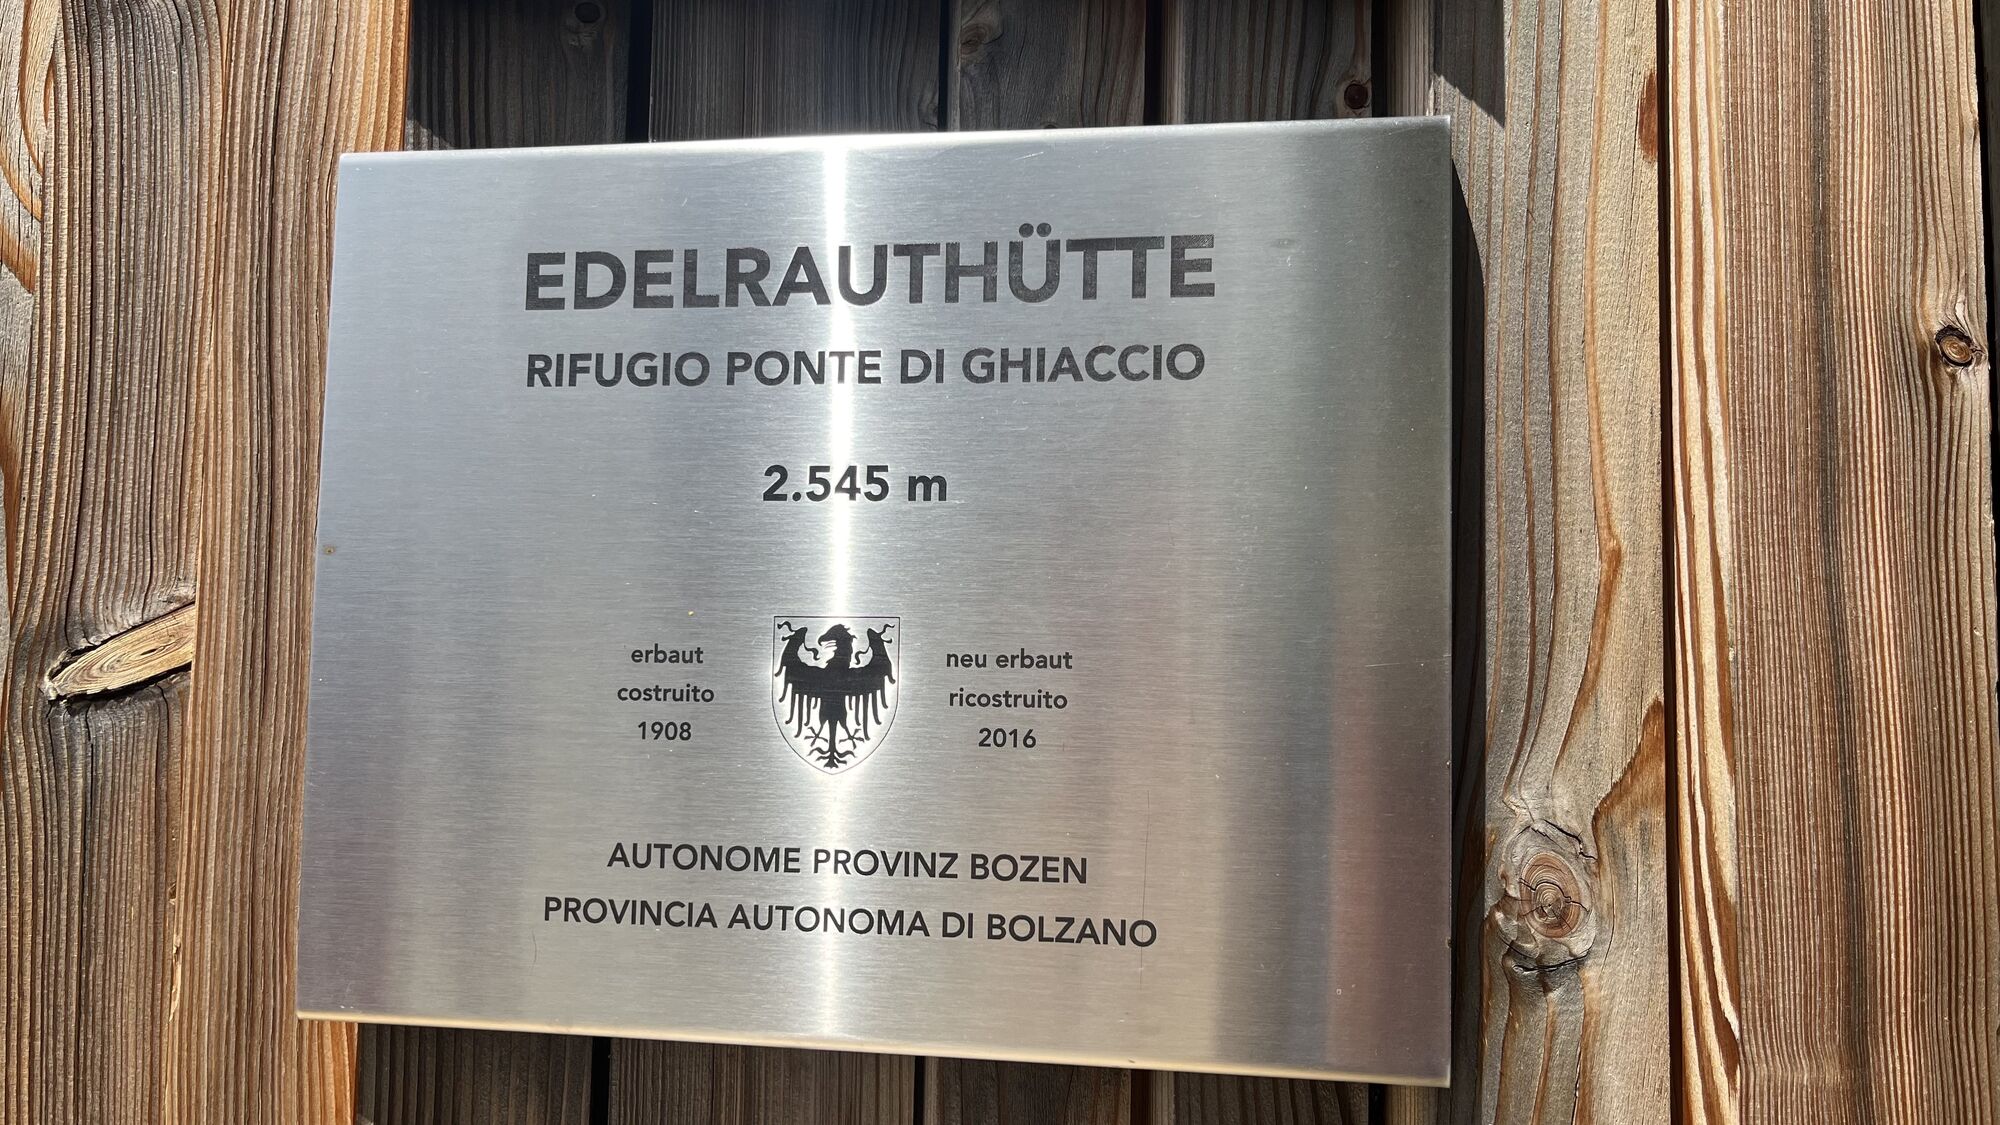 EDELRAUTHÜTTE
RIFUGIO PONTE DI GHIACCIO
2.545 m
erbaut
costruito
1908
neu erbaut
ricostruito
2016
AUTONOME PROVINZ BOZEN
PROVINCIA AUTONOMA DI BOLZANO